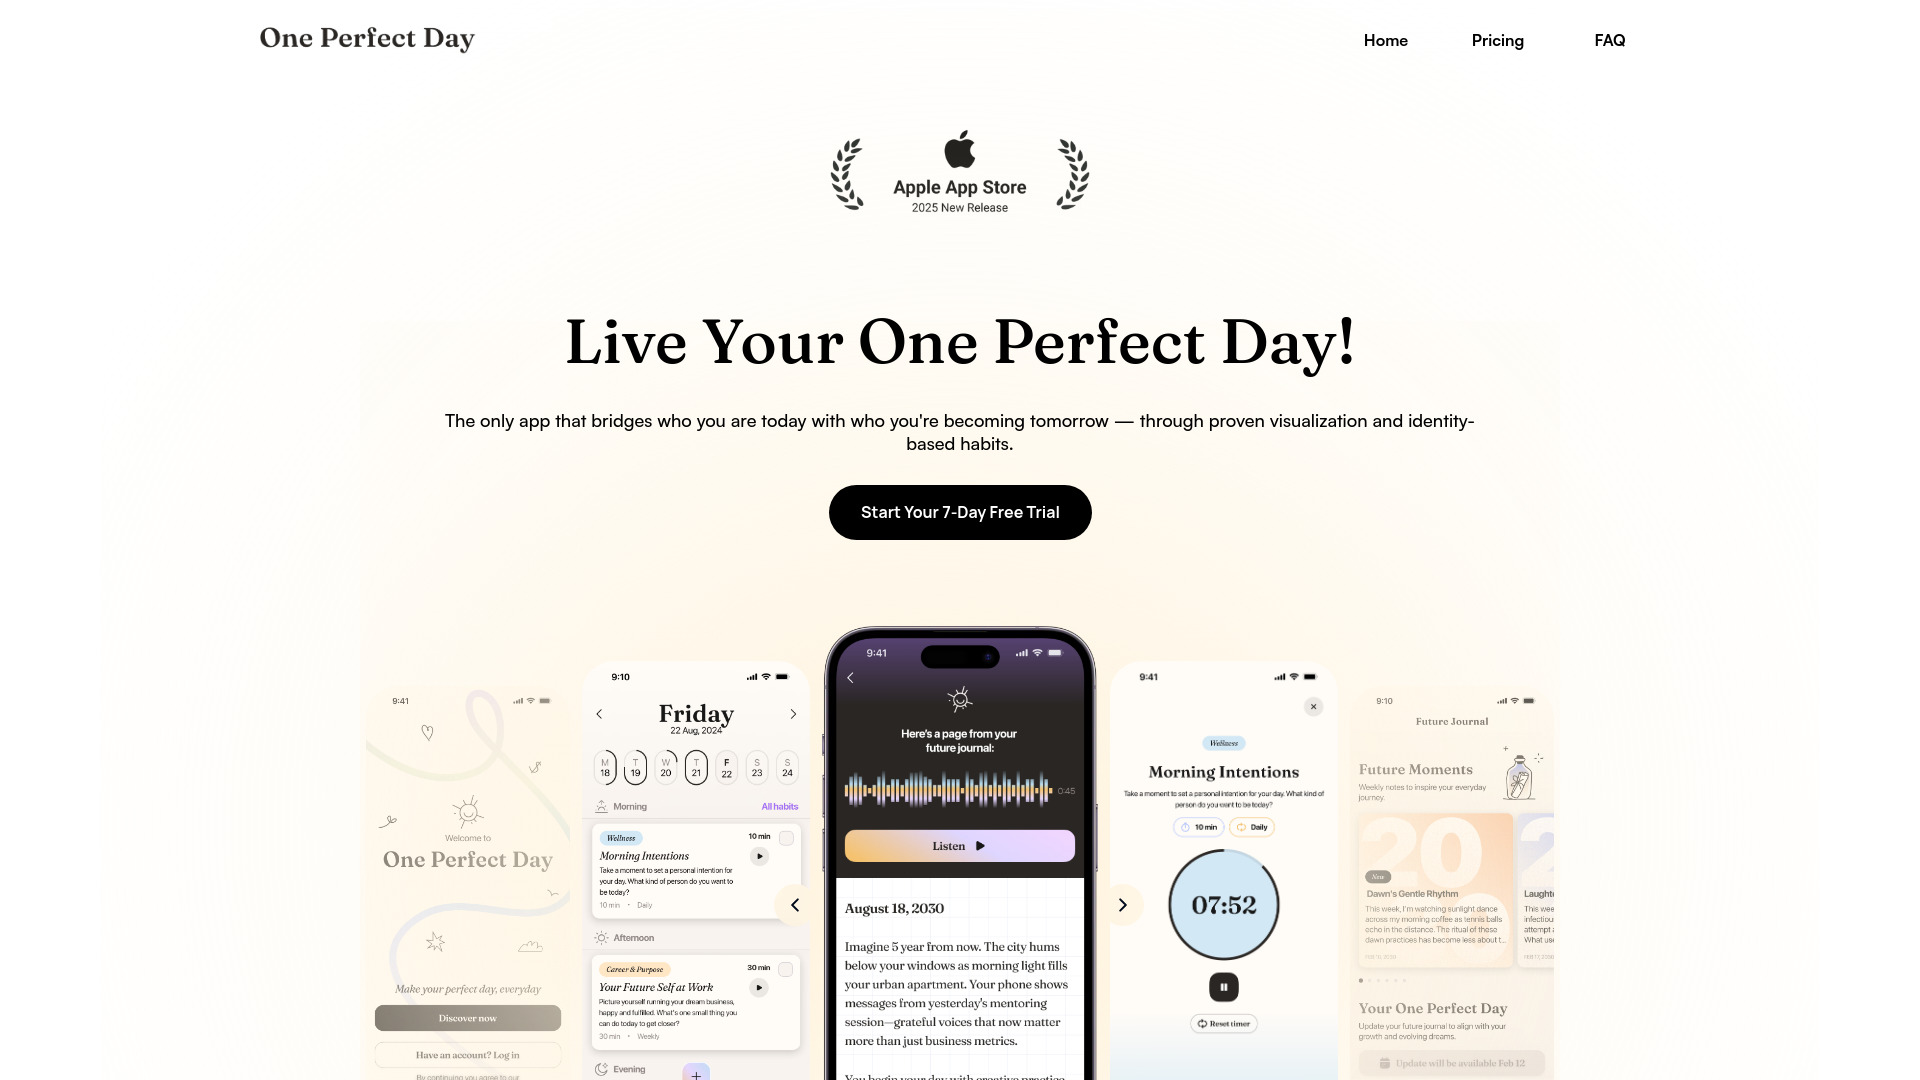 One Perfect Day
Home
Pricing
FAQ
Apple App Store
2025 New Release
Live Your One Perfect Day!
The only app that bridges who you are today with who you're becoming tomorrow — through proven visualization and identity-
based habits.
Start Your 7-Day Free Trial
9:41
Welcome to
One Perfect Day
Make your perfect day, everyday
Discover now
Have an account? Log in
By continuing you agree to our
9:10
Friday
22 Aug, 2024
M T W T F S S
18 19 20 21 22 23 24
Morning
All habits
Wellness
10 min
Morning Intentions
Take a moment to set a personal intention for
your day. What kind of person do you want to
be today?
10 min • Daily
Afternoon
Career & Purpose
30 min
Your Future Self at Work
Picture yourself running your dream business,
happy and fulfilled. What's one small thing you
can do today to get closer?
30 min • Weekly
Evening
9:41
Here's a page from your
future journal:
0:45
Listen
August 18, 2030
Imagine 5 year from now. The city hums
below your windows as morning light fills
your urban apartment. Your phone shows
messages from yesterday's mentoring
session—grateful voices that now matter
more than just business metrics.
You begin your day with creative practice
9:41
Wellness
Morning Intentions
Take a moment to set a personal intention for your day. What kind of
person do you want to be today?
10 min
Daily
07:52
Reset timer
9:10
Future Journal
Future Moments
Weekly notes to inspire your everyday
journey.
20
2
New
Dawn's Gentle Rhythm
This week, I'm watching sunlight dance
across my morning coffee as tennis balls
echo in the distance. The ritual of these
dawn practices has become less about t...
FEB 10, 2030
Laught
This wee
infectiou
attempt a
What use
Your One Perfect Day
Update your future journal to align with your
growth and evolving dreams.
Update will be available Feb 12